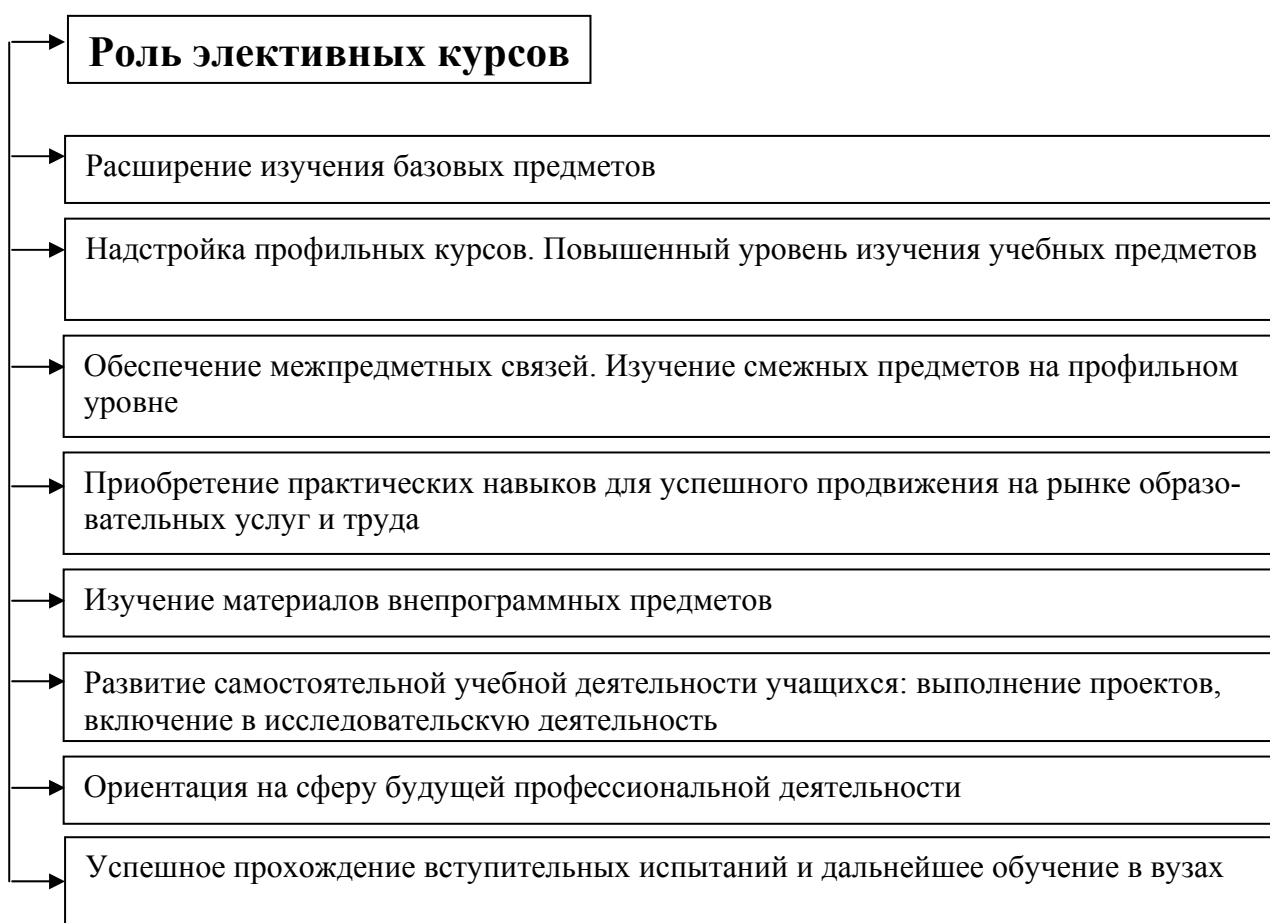 Роль элективных курсов
Расширение изучения базовых предметов
Надстройка профильных курсов. Повышенный уровень изучения учебных предметов
Обеспечение межпредметных связей. Изучение смежных предметов на профильном
уровне
Приобретение практических навыков для успешного продвижения на рынке образо-
вательных услуг и труда
Изучение материалов внепрограммных предметов
Развитие самостоятельной учебной деятельности учащихся: выполнение проектов,
включение в исследовательскую деятельность
Ориентация на сферу будущей профессиональной деятельности
Успешное прохождение вступительных испытаний и дальнейшее обучение в вузах